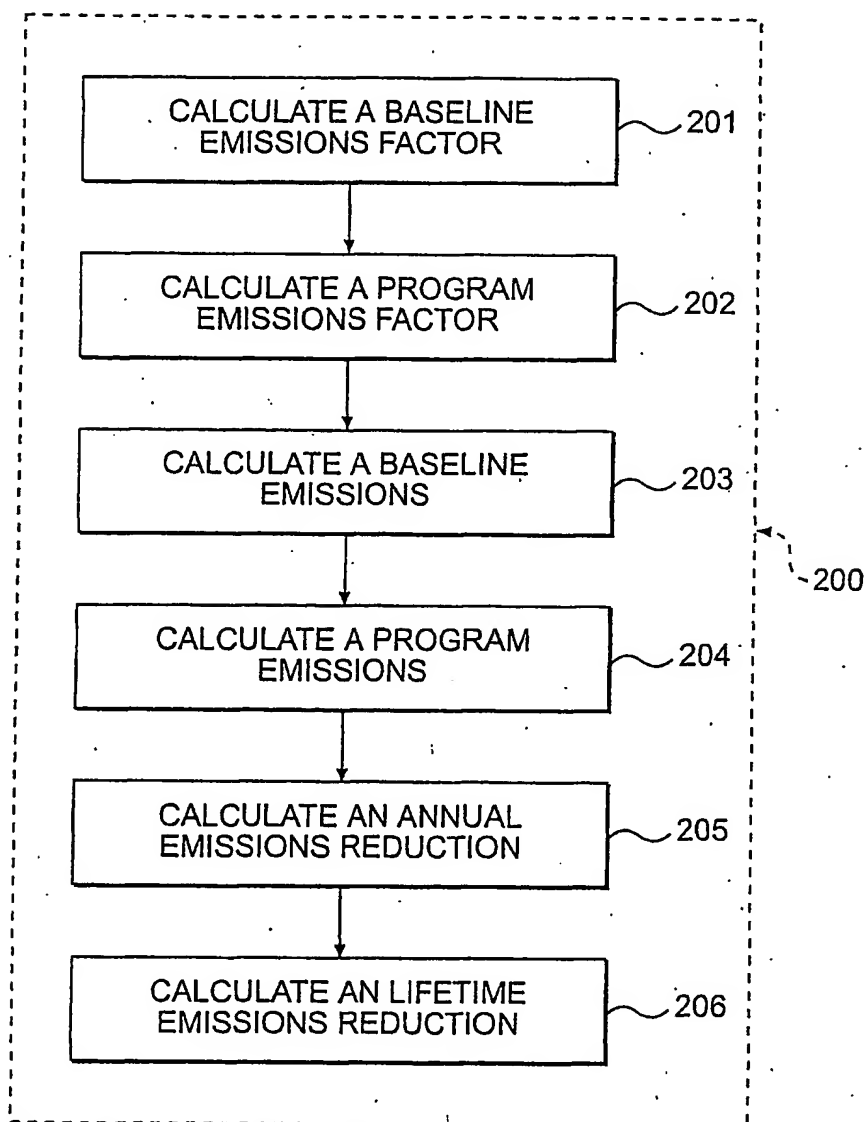 CALCULATE A BASELINE
EMISSIONS FACTOR
201
CALCULATE A PROGRAM
EMISSIONS FACTOR
202
CALCULATE A BASELINE
EMISSIONS
203
200
CALCULATE A PROGRAM
EMISSIONS
204
CALCULATE AN ANNUAL
EMISSIONS REDUCTION
205
CALCULATE AN LIFETIME
EMISSIONS REDUCTION
206